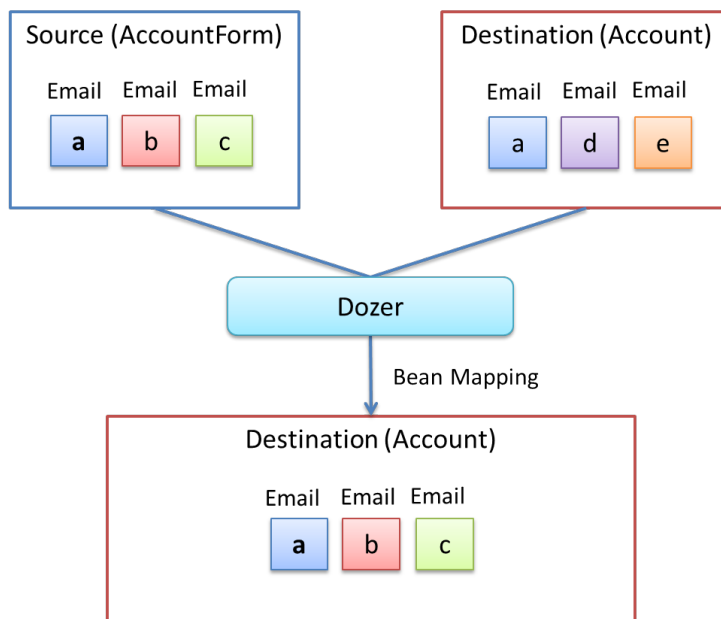 Source (AccountForm)
Email Email Email
a b c
Destination (Account)
Email Email Email
a d e
Dozer
Bean Mapping
Destination (Account)
Email Email Email
a b c